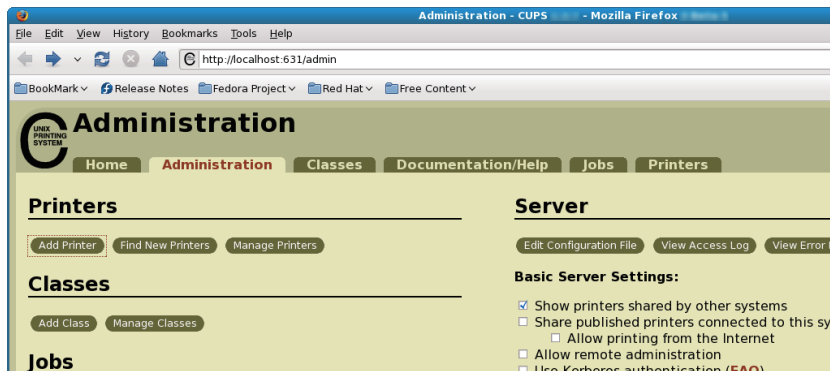 Administration - CUPS - Mozilla Firefox
File Edit View History Bookmarks Tools Help
http://localhost:631/admin
BookMark Release Notes Fedora Project Red Hat Free Content
UNIX
PRINTING
SYSTEM
Administration
Home Administration Classes Documentation/Help Jobs Printers
Printers
Add Printer Find New Printers Manage Printers
Classes
Add Class Manage Classes
Jobs
Server
Edit Configuration File View Access Log View Error
Basic Server Settings:
Show printers shared by other systems
Share published printers connected to this sy
Allow printing from the Internet
Allow remote administration
Use Kerberos authentication (FAQ)